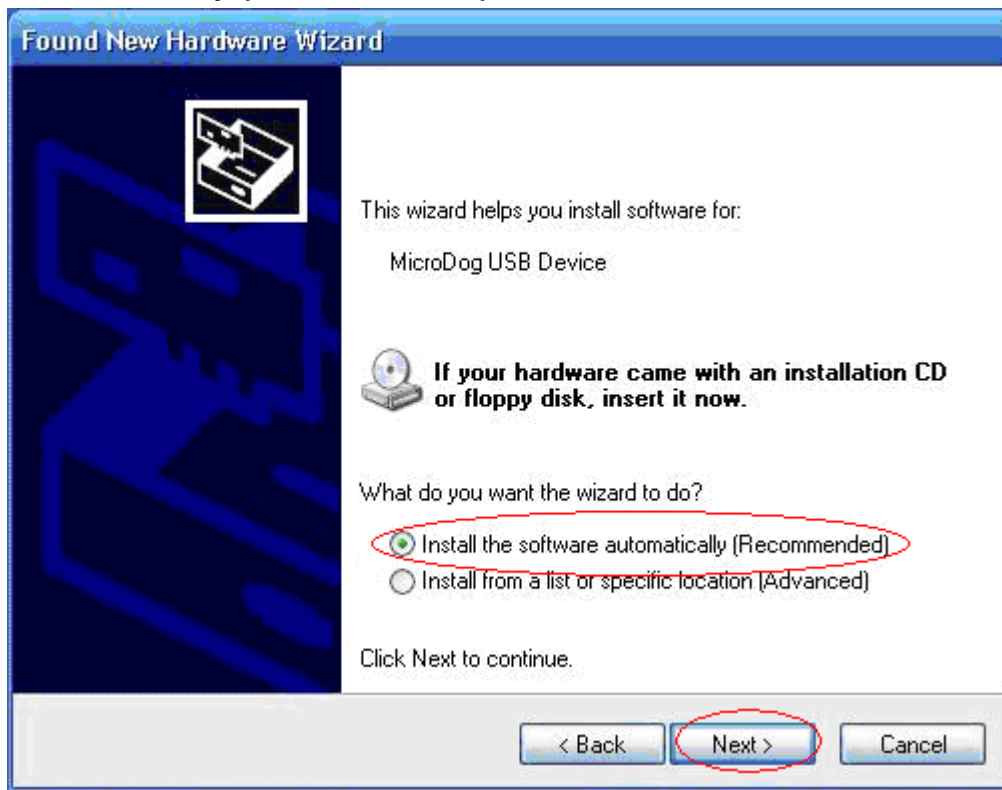 Found New Hardware Wizard
This wizard helps you install software for:
MicroDog USB Device
If your hardware came with an installation CD
or floppy disk, insert it now.
What do you want the wizard to do?
Install the software automatically (Recommended)
Install from a list or specific location (Advanced)
Click Next to continue.
< Back Next > Cancel